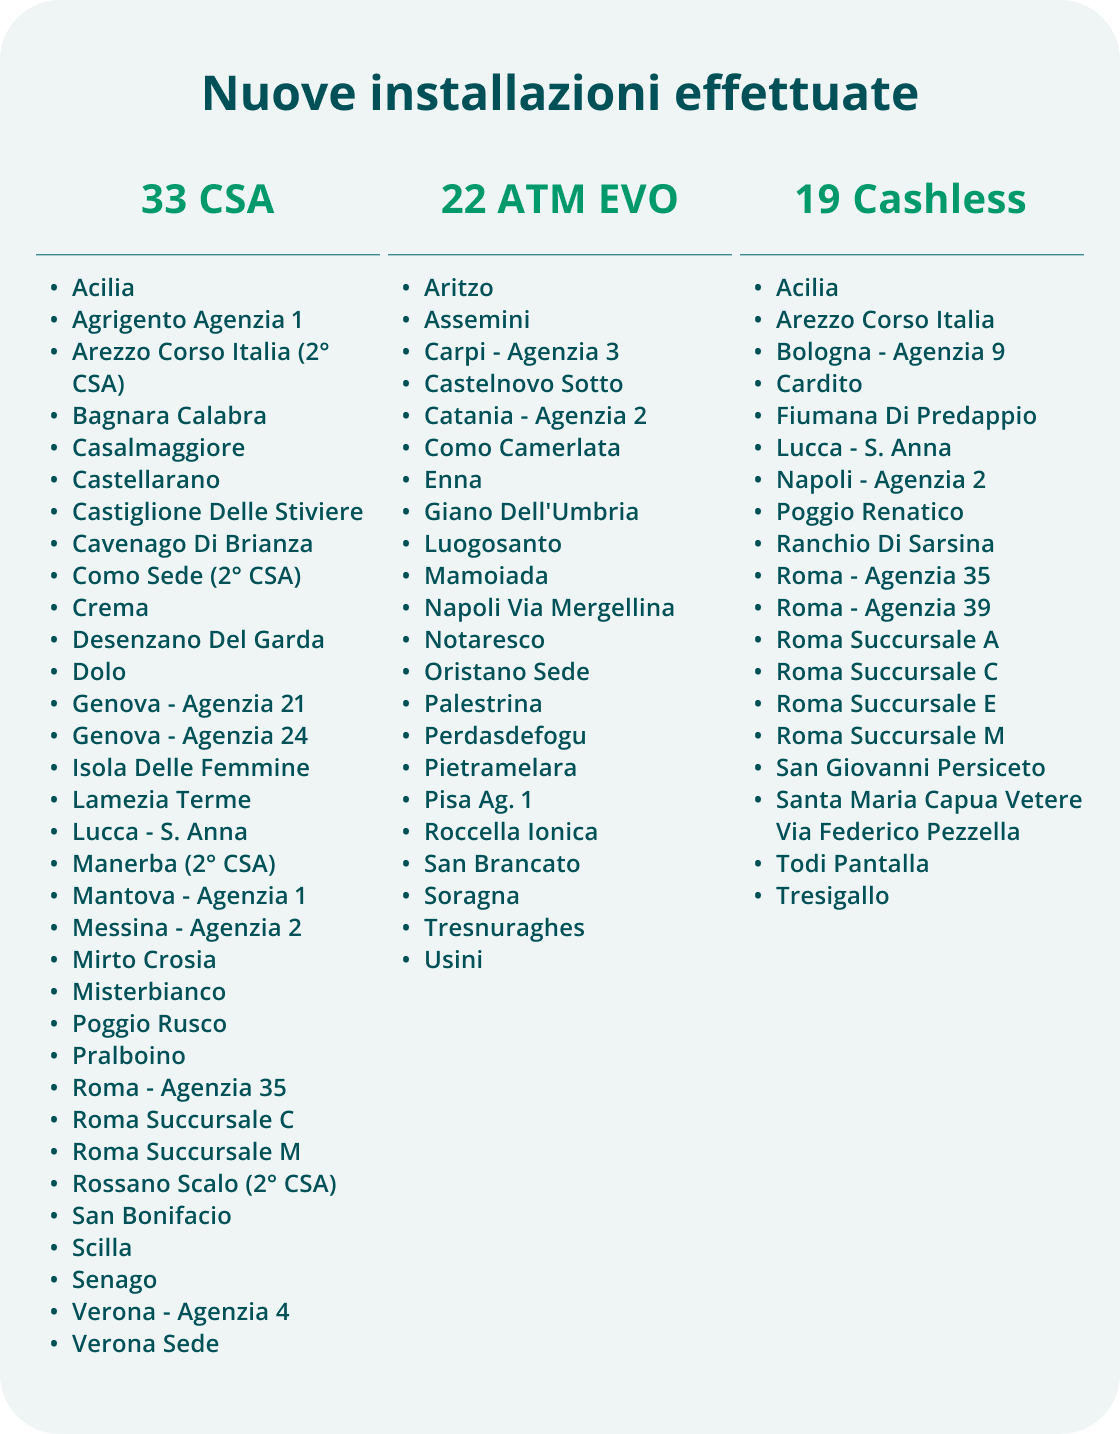 Nuove installazioni effettuate
33 CSA
• Acilia
• Agrigento Agenzia 1
• Arezzo Corso Italia (2°
CSA)
• Bagnara Calabra
• Casalmaggiore
• Castellarano
• Castiglione Delle Stiviere
• Cavenago Di Brianza
• Como Sede (2° CSA)
• Crema
• Desenzano Del Garda
• Dolo
• Genova - Agenzia 21
• Genova - Agenzia 24
• Isola Delle Femmine
• Lamezia Terme
• Lucca - S. Anna
• Manerba (2° CSA)
• Mantova - Agenzia 1
• Messina - Agenzia 2
• Mirto Crosia
• Misterbianco
• Poggio Rusco
• Pralboino
• Roma - Agenzia 35
• Roma Succursale C
• Roma Succursale M
• Rossano Scalo (2° CSA)
• San Bonifacio
• Scilla
• Senago
• Verona - Agenzia 4
• Verona Sede
22 ATM EVO
• Aritzo
• Assemini
• Carpi - Agenzia 3
• Castelnovo Sotto
• Catania - Agenzia 2
• Como Camerlata
• Enna
• Giano Dell'Umbria
• Luogosanto
• Mamoiada
• Napoli Via Mergellina
• Notaresco
• Oristano Sede
• Palestrina
• Perdasdefogu
• Pietramelara
• Pisa Ag. 1
• Roccella Ionica
• San Brancato
• Soragna
• Tresnuraghes
• Usini
19 Cashless
• Acilia
• Arezzo Corso Italia
• Bologna - Agenzia 9
• Cardito
• Fiumana Di Predappio
• Lucca - S. Anna
• Napoli - Agenzia 2
• Poggio Renatico
• Ranchio Di Sarsina
• Roma - Agenzia 35
• Roma - Agenzia 39
• Roma Succursale A
• Roma Succursale C
• Roma Succursale E
• Roma Succursale M
• San Giovanni Persiceto
• Santa Maria Capua Vetere
Via Federico Pezzella
• Todi Pantalla
• Tresigallo